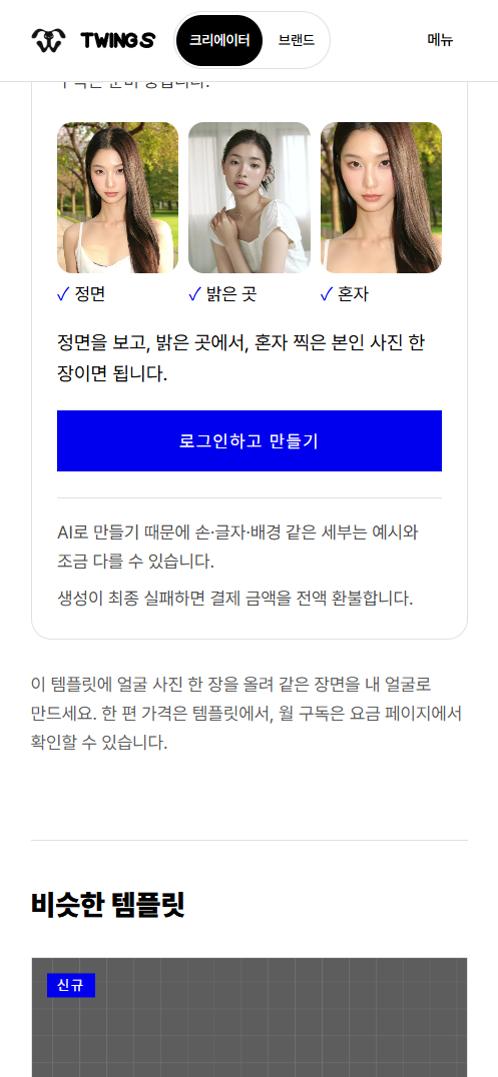 TWINGS
크리에이터
브랜드
메뉴
✓ 정면
✓ 밝은 곳
✓ 혼자
정면을 보고, 밝은 곳에서, 혼자 찍은 본인 사진 한
장이면 됩니다.
로그인하고 만들기
AI로 만들기 때문에 손·글자·배경 같은 세부는 예시와
조금 다를 수 있습니다.
생성이 최종 실패하면 결제 금액을 전액 환불합니다.
이 템플릿에 얼굴 사진 한 장을 올려 같은 장면을 내 얼굴로
만드세요. 한 편 가격은 템플릿에서, 월 구독은 요금 페이지에서
확인할 수 있습니다.
비슷한 템플릿
신규